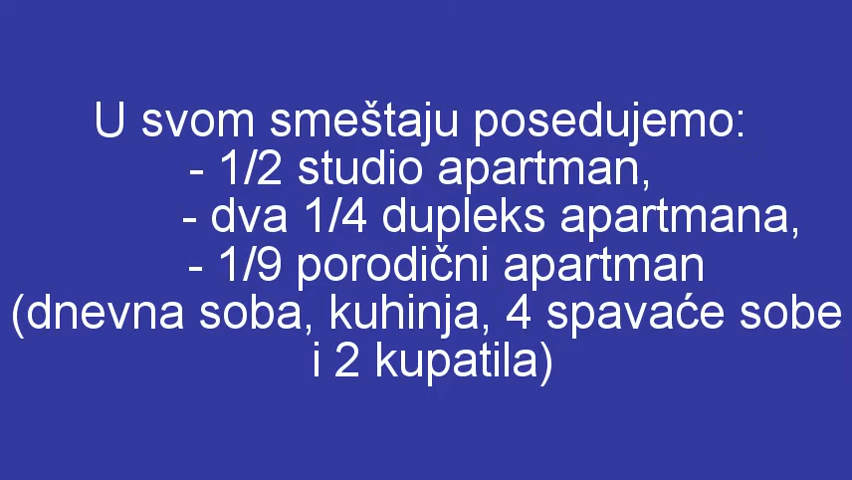 U svom smeštaju posedujemo:
- 1/2 studio apartman,
- dva 1/4 dupleks apartmana,
- 1/9 porodični apartman
(dnevna soba, kuhinja, 4 spavaće sobe
i 2 kupatila)